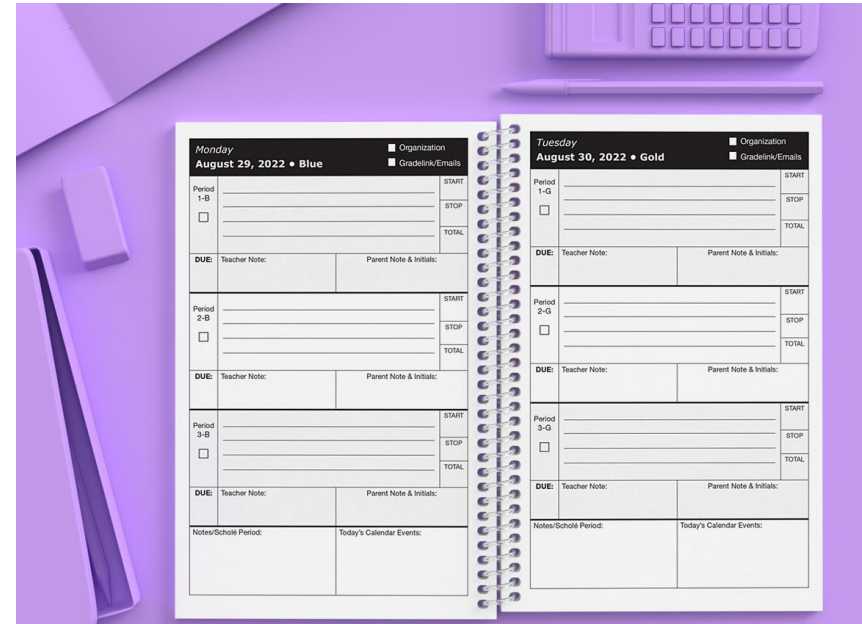 Monday
August 29, 2022 • Blue
Organization
Gradelink/Emails
Period
1-B
START
STOP
TOTAL
DUE:
Teacher Note:
Parent Note & Initials:
Period
2-B
START
STOP
TOTAL
DUE:
Teacher Note:
Parent Note & Initials:
Period
3-B
START
STOP
TOTAL
DUE:
Teacher Note:
Parent Note & Initials:
Notes/Scholé Period:
Today's Calendar Events:
Tuesday
August 30, 2022 • Gold
Organization
Gradelink/Emails
Period
1-G
START
STOP
TOTAL
DUE:
Teacher Note:
Parent Note & Initials:
Period
2-G
START
STOP
TOTAL
DUE:
Teacher Note:
Parent Note & Initials:
Period
3-G
START
STOP
TOTAL
DUE:
Teacher Note:
Parent Note & Initials:
Notes/Scholé Period:
Today's Calendar Events: